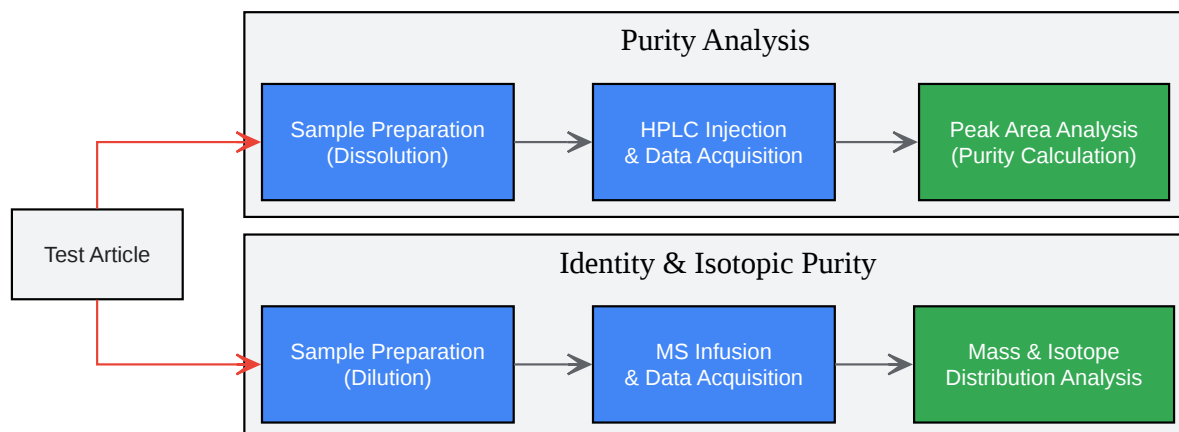 Purity Analysis
Sample Preparation
(Dissolution)
HPLC Injection
& Data Acquisition
Peak Area Analysis
(Purity Calculation)
Test Article
Identity & Isotopic Purity
Sample Preparation
(Dilution)
MS Infusion
& Data Acquisition
Mass & Isotope
Distribution Analysis